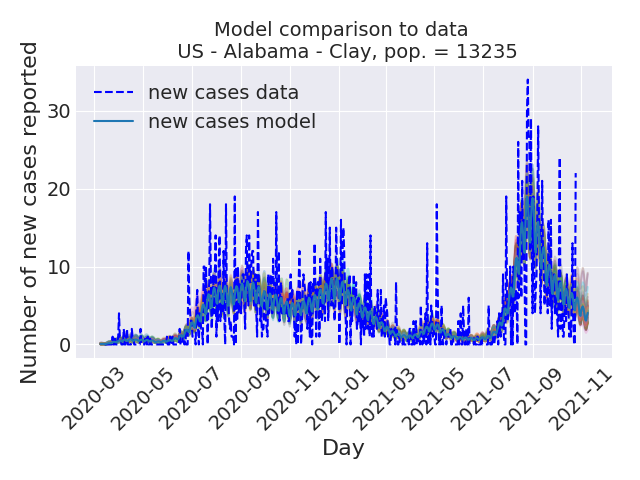 Model comparison to data
US - Alabama - Clay, pop. = 13235
new cases data
new cases model
Number of new cases reported
30
20
10
0
2020-03
2020-05
2020-07
2020-09
2020-11
2021-01
2021-03
2021-05
2021-07
2021-09
2021-11
Day